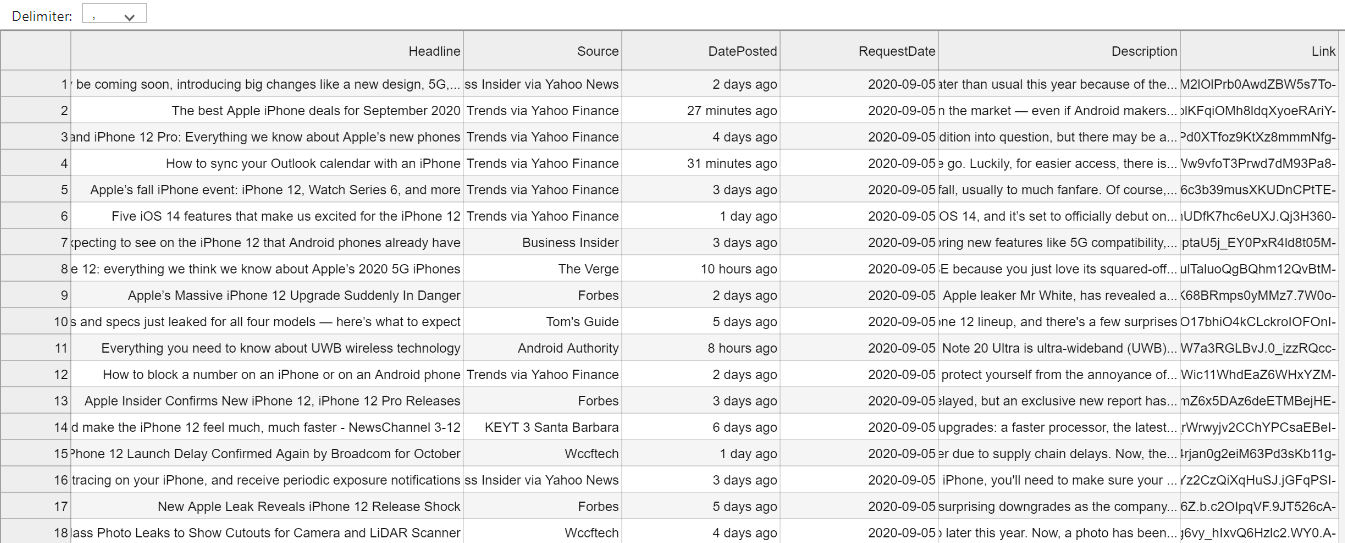 Delimiter: ,
Headline Source DatePosted RequestDate Description Link
1 be coming soon, introducing big changes like a new design, 5G,... ss Insider via Yahoo News 2 days ago 2020-09-05 ater than usual this year because of the... M2IOIPrb0AwdZBW5s7To-
2 The best Apple iPhone deals for September 2020 Trends via Yahoo Finance 27 minutes ago 2020-09-05 n the market — even if Android makers... IKFqiOMh8ldqXyoeRAriY-
3 and iPhone 12 Pro: Everything we know about Apple’s new phones Trends via Yahoo Finance 4 days ago 2020-09-05 dition into question, but there may be a... Pd0XTfoz9KtXz8mmmNfg-
4 How to sync your Outlook calendar with an iPhone Trends via Yahoo Finance 31 minutes ago 2020-09-05 e go. Luckily, for easier access, there is... Vw9vfoT3Prwd7dM93Pa8-
5 Apple’s fall iPhone event: iPhone 12, Watch Series 6, and more Trends via Yahoo Finance 3 days ago 2020-09-05 fall, usually to much fanfare. Of course,... 6c3b39musXKUDnCPtTE-
6 Five iOS 14 features that make us excited for the iPhone 12 Trends via Yahoo Finance 1 day ago 2020-09-05 OS 14, and it’s set to officially debut on... UDfK7hc6eUXJ.Qj3H360-
7 xpecting to see on the iPhone 12 that Android phones already have Business Insider 3 days ago 2020-09-05 ring new features like 5G compatibility,... ptaU5j_EY0PxR4ld8t05M-
8 e 12: everything we think we know about Apple’s 2020 5G iPhones The Verge 10 hours ago 2020-09-05 E because you just love its squared-off... ulTaluoQgBQhm12QvBtM-
9 Apple’s Massive iPhone 12 Upgrade Suddenly In Danger Forbes 2 days ago 2020-09-05 Apple leaker Mr White, has revealed a... K68BRmps0yMMz7.7W0o-
10 s and specs just leaked for all four models — here’s what to expect Tom's Guide 5 days ago 2020-09-05 ne 12 lineup, and there's a few surprises O17bhiO4kCLckroIOFOnI-
11 Everything you need to know about UWB wireless technology Android Authority 8 hours ago 2020-09-05 Note 20 Ultra is ultra-wideband (UWB)... W7a3RGLBvJ.0_izzRQcc-
12 How to block a number on an iPhone or on an Android phone Trends via Yahoo Finance 2 days ago 2020-09-05 protect yourself from the annoyance of... Wic11WhdEaZ6WHxYZM-
13 Apple Insider Confirms New iPhone 12, iPhone 12 Pro Releases Forbes 3 days ago 2020-09-05 elayed, but an exclusive new report has... mZ6x5DAz6deETMBejHE-
14 d make the iPhone 12 feel much, much faster - NewsChannel 3-12 KEYT 3 Santa Barbara 6 days ago 2020-09-05 upgrades: a faster processor, the latest... rWrwyjv2CChYPCsaEBeI-
15 Phone 12 Launch Delay Confirmed Again by Broadcom for October Wccftech 1 day ago 2020-09-05 er due to supply chain delays. Now, the... 4rjan0g2eiM63Pd3sKb11g-
16 tracing on your iPhone, and receive periodic exposure notifications ss Insider via Yahoo News 3 days ago 2020-09-05 iPhone, you'll need to make sure your ... Yz2CzQiXqHuSJ.jGFqPSI-
17 New Apple Leak Reveals iPhone 12 Release Shock Forbes 5 days ago 2020-09-05 surprising downgrades as the company... 6Z.b.c2OlpqVF.9JT526cA-
18 lass Photo Leaks to Show Cutouts for Camera and LiDAR Scanner Wccftech 4 days ago 2020-09-05 later this year. Now, a photo has been... g6vy_hIxvQ6Hzlc2.WY0.A-